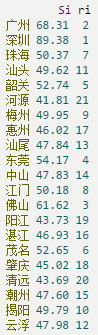 Si ri
广州 68.31 2
深圳 89.38 1
珠海 50.37 7
汕头 49.62 11
韶关 52.74 5
河源 41.81 21
梅州 49.95 9
惠州 46.02 17
汕尾 47.84 13
东莞 54.17 4
中山 47.83 14
江门 50.18 8
佛山 61.62 3
阳江 43.73 19
湛江 46.93 16
茂名 52.65 6
肇庆 45.02 18
清远 43.69 20
潮州 47.60 15
揭阳 49.79 10
云浮 47.98 12